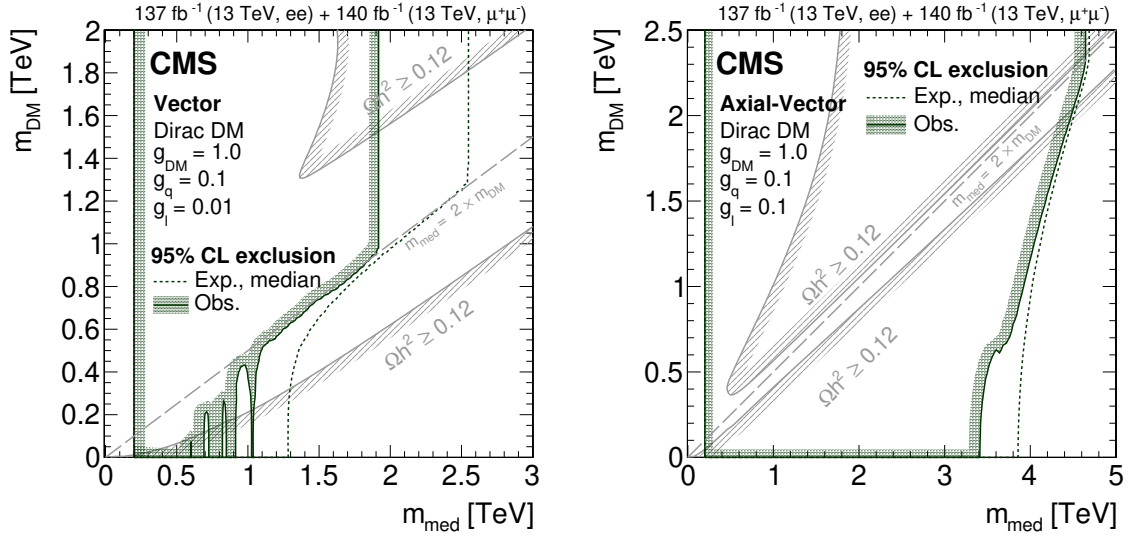 137 fb⁻¹ (13 TeV, ee) + 140 fb⁻¹ (13 TeV, μ⁺μ⁻)
m_DM [TeV]
2
1.8
1.6
1.4
1.2
1
0.8
0.6
0.4
0.2
0
CMS
Vector
Dirac DM
g_DM = 1.0
g_q = 0.1
g_l = 0.01
95% CL exclusion
Exp., median
Obs.
Ωh² ≥ 0.12
m_med = 2 × m_DM
Ωh² ≥ 0.12
0 0.5 1 1.5 2 2.5 3
m_med [TeV]
137 fb⁻¹ (13 TeV, ee) + 140 fb⁻¹ (13 TeV, μ⁺μ⁻)
m_DM [TeV]
2.5
2
1.5
1
0.5
0
CMS
Axial-Vector
Dirac DM
g_DM = 1.0
g_q = 0.1
g_l = 0.1
95% CL exclusion
Exp., median
Obs.
m_med = 2 × m_DM
Ωh² ≥ 0.12
Ωh² ≥ 0.12
0 1 2 3 4 5
m_med [TeV]